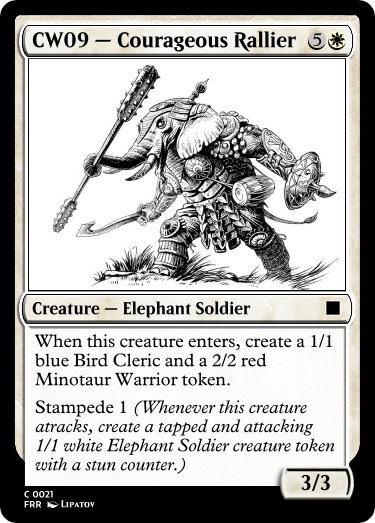 CW09 — Courageous Rallier 5
Creature — Elephant Soldier
When this creature enters, create a 1/1
blue Bird Cleric and a 2/2 red
Minotaur Warrior token.
Stampede 1 (Whenever this creature
atracks, create a tapped and attacking
1/1 white Elephant Soldier creature token
with a stun counter.)
3/3
C 0021
FRR Lipatov